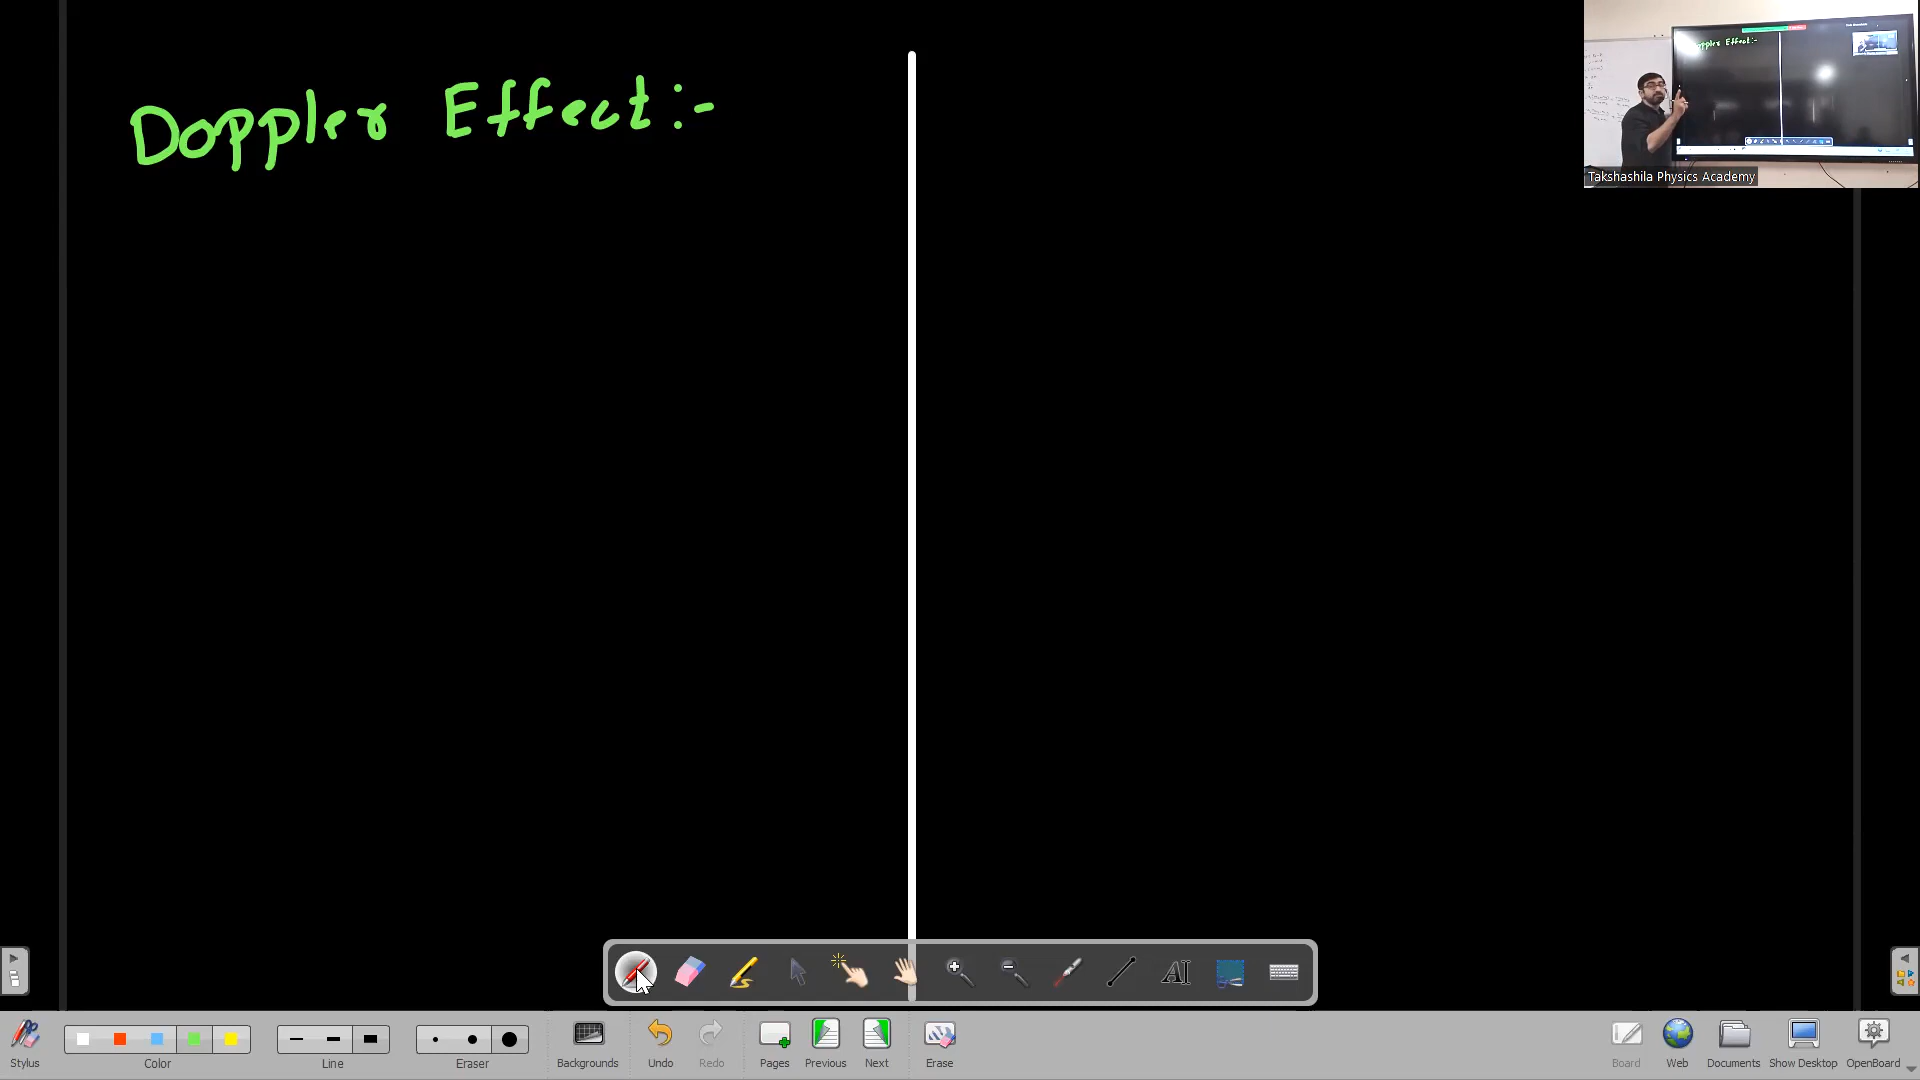 Doppler Effect :-
Takshashila Physics Academy
AI
Stylus
Color
Line
Eraser
Backgrounds
Undo
Redo
Pages
Previous
Next
Erase
Board
Web
Documents
Show Desktop
OpenBoard